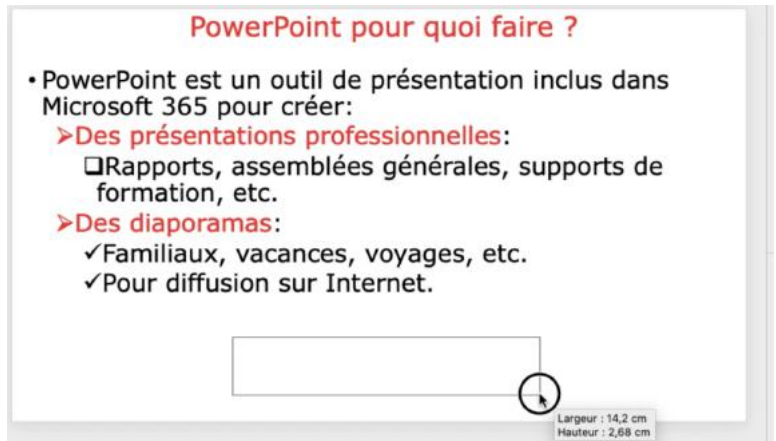 PowerPoint pour quoi faire ?
• PowerPoint est un outil de présentation inclus dans
Microsoft 365 pour créer:
➢Des présentations professionnelles:
❑Rapports, assemblées générales, supports de
formation, etc.
➢Des diaporamas:
✓Familiaux, vacances, voyages, etc.
✓Pour diffusion sur Internet.
Largeur : 14,2 cm
Hauteur : 2,68 cm